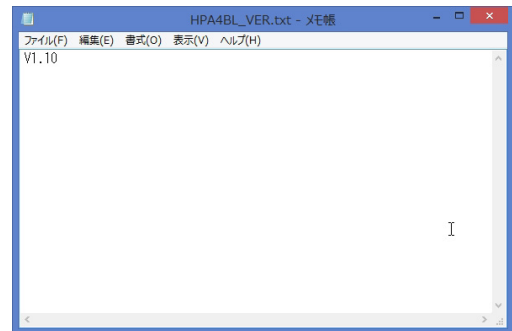 HPA4BL_VER.txt - メモ帳
ファイル(F) 編集(E) 書式(O) 表示(V) ヘルプ(H)
V1.10